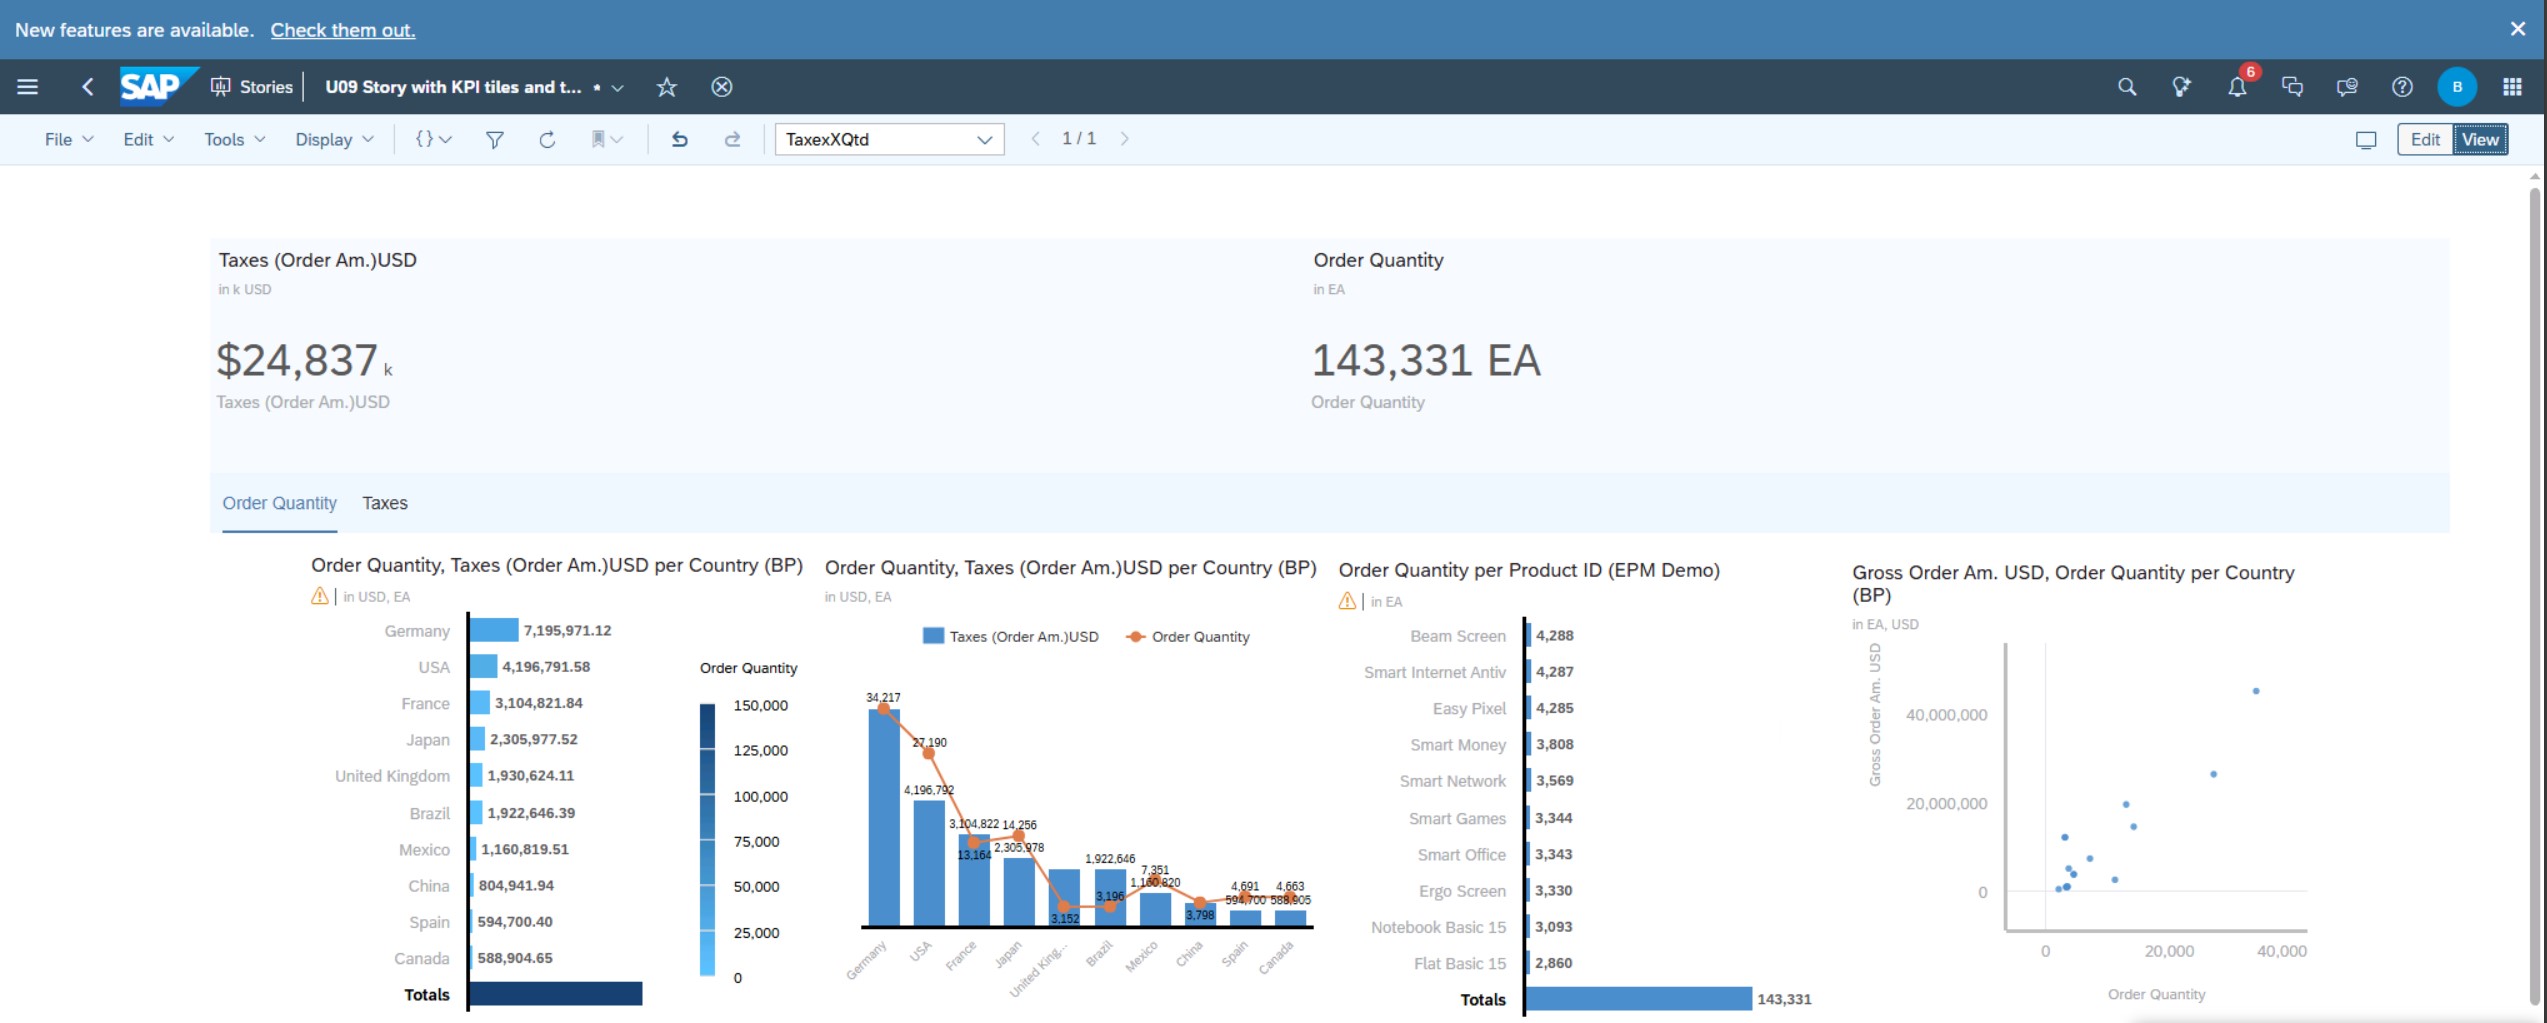 New features are available. Check them out.
SAP Stories U09 Story with KPI tiles and t... *
6
B
File Edit Tools Display {} TaxexXQtd 1 / 1 Edit View
Taxes (Order Am.)USD
in k USD
$24,837 k
Taxes (Order Am.)USD
Order Quantity
in EA
143,331 EA
Order Quantity
Order Quantity Taxes
Order Quantity, Taxes (Order Am.)USD per Country (BP)
in USD, EA
Germany 7,195,971.12
USA 4,196,791.58
France 3,104,821.84
Japan 2,305,977.52
United Kingdom 1,930,624.11
Brazil 1,922,646.39
Mexico 1,160,819.51
China 804,941.94
Spain 594,700.40
Canada 588,904.65
Totals
Order Quantity
150,000
125,000
100,000
75,000
50,000
25,000
0
Order Quantity, Taxes (Order Am.)USD per Country (BP)
in USD, EA
Taxes (Order Am.)USD Order Quantity
34,217
27,190
4,196,792
3,104,822 14,256
13,164 2,305,978
1,922,646
7,351
1,160,820
3,152
3,196
3,798
4,691 4,663
594,700 588,905
Germany
USA
France
Japan
United King...
Brazil
Mexico
China
Spain
Canada
Order Quantity per Product ID (EPM Demo)
in EA
Beam Screen 4,288
Smart Internet Antiv 4,287
Easy Pixel 4,285
Smart Money 3,808
Smart Network 3,569
Smart Games 3,344
Smart Office 3,343
Ergo Screen 3,330
Notebook Basic 15 3,093
Flat Basic 15 2,860
Totals 143,331
Gross Order Am. USD, Order Quantity per Country
(BP)
in EA, USD
Gross Order Am. USD
40,000,000
20,000,000
0
0 20,000 40,000
Order Quantity